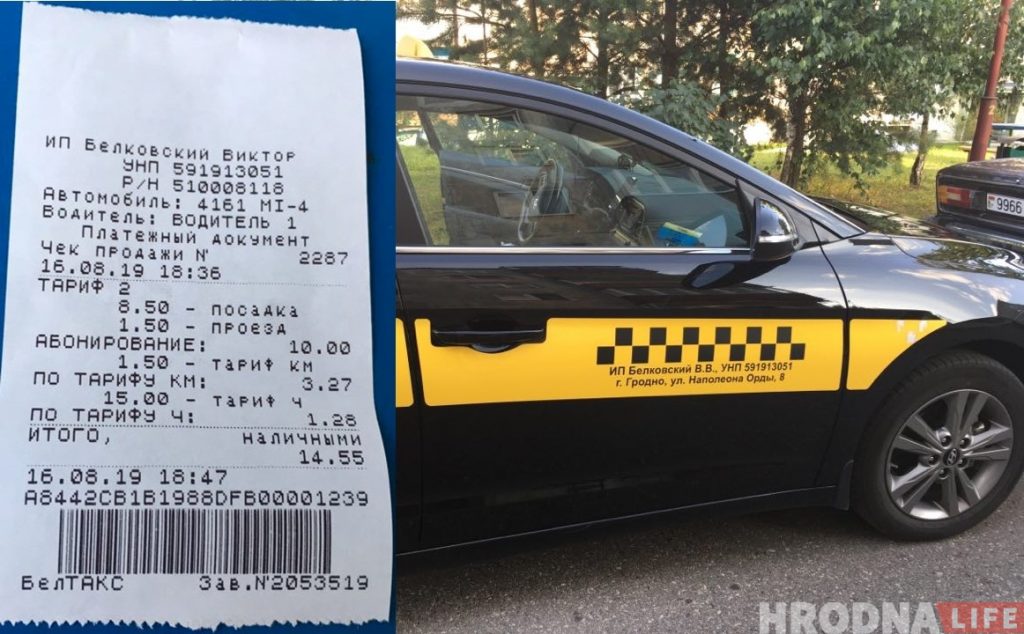 ИП Белковский Виктор
УНП 591913051
Р/Н 510008118
Автомобиль: 4161 MI-4
Водитель: ВОДИТЕЛЬ 1
Платежный документ
Чек продажи N 2287
16.08.19 18:36
ТАРИФ 2
8.50 - посадка
1.50 - проезд
АБОНИРОВАНИЕ: 10.00
1.50 - тариф км
ПО ТАРИФУ КМ: 3.27
15.00 - тариф ч
ПО ТАРИФУ Ч: 1.28
ИТОГО, наличными
14.55
16.08.19 18:47
A8442CB1B1988DFB00001239
БелТАКС Зав.N2053519
ИП Белковский В.В., УНП 591913051
г. Гродно, ул. Наполеона Орды, 8
9966
HRODNA LIFE